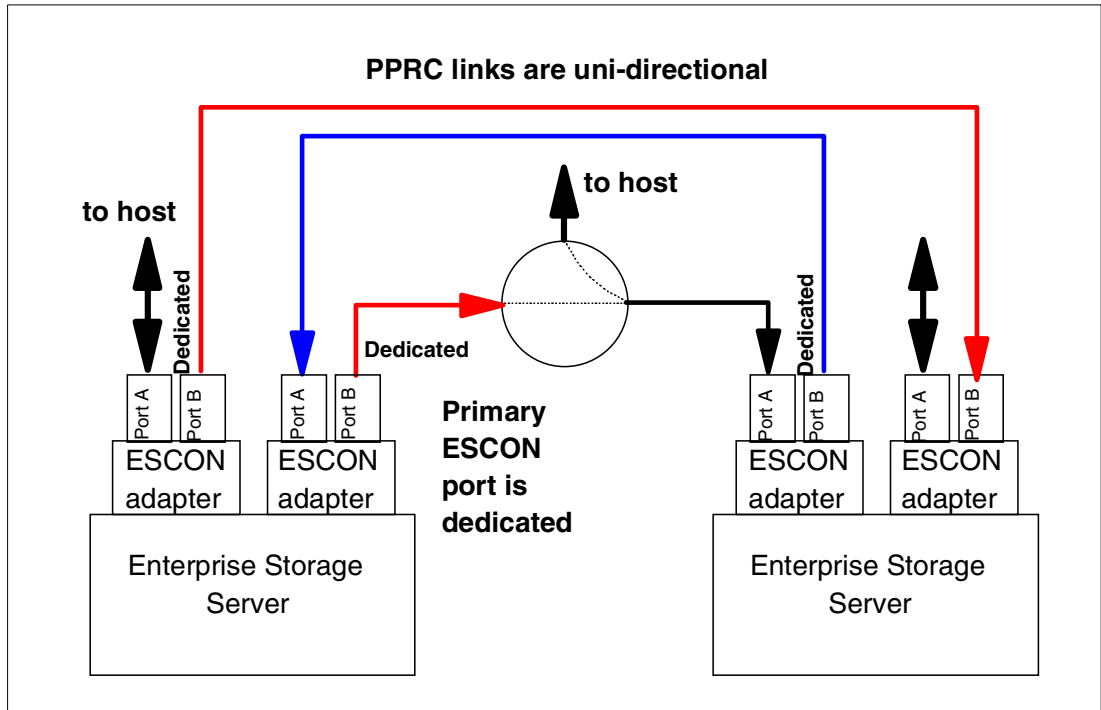 PPRC links are uni-directional
to host
to host
Dedicated
Dedicated
Dedicated
Port A
Port B
Port A
Port B
Port A
Port B
Port A
Port B
Primary
ESCON
port is
dedicated
ESCON
adapter
ESCON
adapter
ESCON
adapter
ESCON
adapter
Enterprise Storage
Server
Enterprise Storage
Server